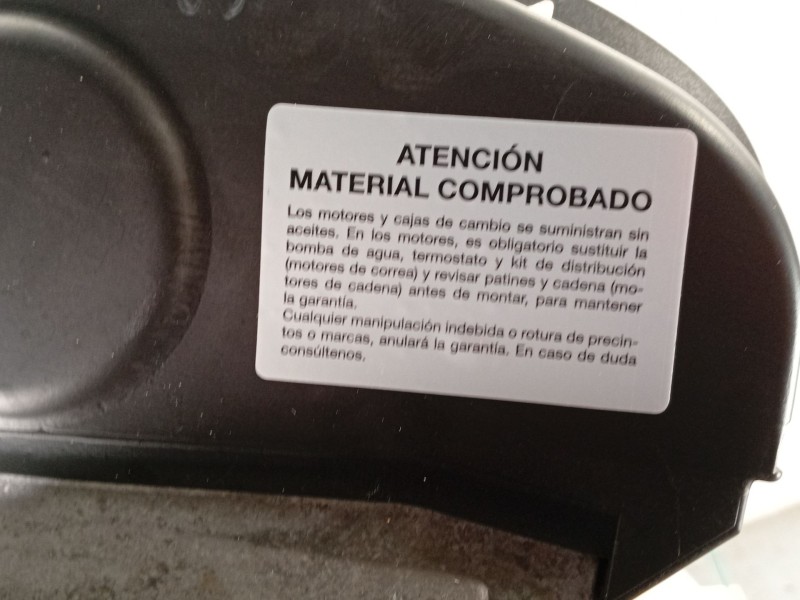 ATENCIÓN
MATERIAL COMPROBADO
Los motores y cajas de cambio se suministran sin
aceites. En los motores, es obligatorio sustituir la
bomba de agua, termostato y kit de distribución
(motores de correa) y revisar patines y cadena (mo-
tores de cadena) antes de montar, para mantener
la garantía.
Cualquier manipulación indebida o rotura de precin-
tos o marcas, anulará la garantía. En caso de duda
consúltenos.